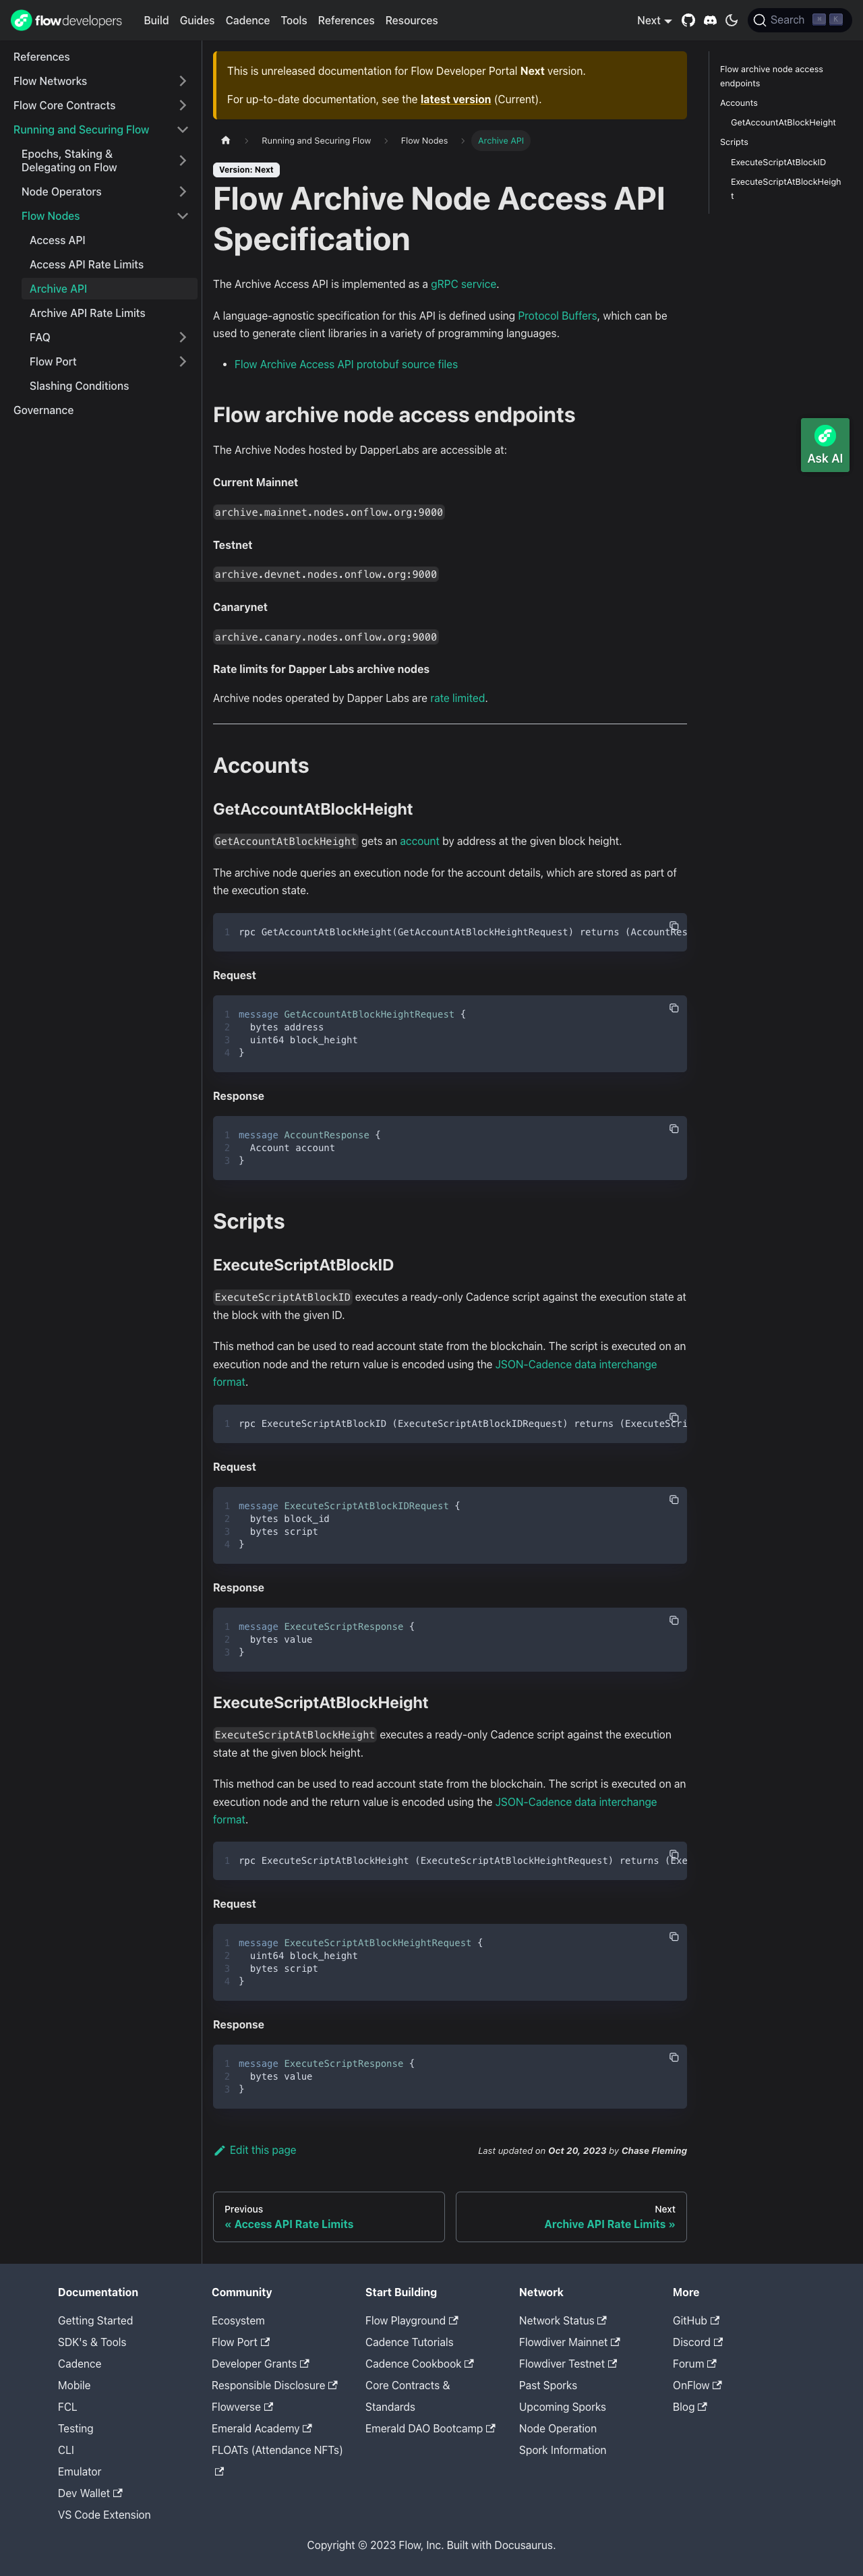 flowdevelopers Build Guides Cadence Tools References Resources Next Search K
References
Flow Networks
Flow Core Contracts
Running and Securing Flow
Epochs, Staking &
Delegating on Flow
Node Operators
Flow Nodes
Access API
Access API Rate Limits
Archive API
Archive API Rate Limits
FAQ
Flow Port
Slashing Conditions
Governance
This is unreleased documentation for Flow Developer Portal Next version.
For up-to-date documentation, see the latest version (Current).
Running and Securing Flow Flow Nodes Archive API
Version: Next
Flow Archive Node Access API
Specification
The Archive Access API is implemented as a gRPC service.
A language-agnostic specification for this API is defined using Protocol Buffers, which can be
used to generate client libraries in a variety of programming languages.
• Flow Archive Access API protobuf source files
Flow archive node access endpoints
The Archive Nodes hosted by DapperLabs are accessible at:
Current Mainnet
archive.mainnet.nodes.onflow.org:9000
Testnet
archive.devnet.nodes.onflow.org:9000
Canarynet
archive.canary.nodes.onflow.org:9000
Rate limits for Dapper Labs archive nodes
Archive nodes operated by Dapper Labs are rate limited.
Accounts
GetAccountAtBlockHeight
GetAccountAtBlockHeight gets an account by address at the given block height.
The archive node queries an execution node for the account details, which are stored as part of
the execution state.
1 rpc GetAccountAtBlockHeight(GetAccountAtBlockHeightRequest) returns (AccountRes
Request
1 message GetAccountAtBlockHeightRequest {
2 bytes address
3 uint64 block_height
4 }
Response
1 message AccountResponse {
2 Account account
3 }
Scripts
ExecuteScriptAtBlockID
ExecuteScriptAtBlockID executes a ready-only Cadence script against the execution state at
the block with the given ID.
This method can be used to read account state from the blockchain. The script is executed on an
execution node and the return value is encoded using the JSON-Cadence data interchange
format.
1 rpc ExecuteScriptAtBlockID (ExecuteScriptAtBlockIDRequest) returns (ExecuteScri
Request
1 message ExecuteScriptAtBlockIDRequest {
2 bytes block_id
3 bytes script
4 }
Response
1 message ExecuteScriptResponse {
2 bytes value
3 }
ExecuteScriptAtBlockHeight
ExecuteScriptAtBlockHeight executes a ready-only Cadence script against the execution
state at the given block height.
This method can be used to read account state from the blockchain. The script is executed on an
execution node and the return value is encoded using the JSON-Cadence data interchange
format.
1 rpc ExecuteScriptAtBlockHeight (ExecuteScriptAtBlockHeightRequest) returns (Exe
Request
1 message ExecuteScriptAtBlockHeightRequest {
2 uint64 block_height
3 bytes script
4 }
Response
1 message ExecuteScriptResponse {
2 bytes value
3 }
Edit this page Last updated on Oct 20, 2023 by Chase Fleming
Previous
« Access API Rate Limits
Next
Archive API Rate Limits »
Flow archive node access
endpoints
Accounts
GetAccountAtBlockHeight
Scripts
ExecuteScriptAtBlockID
ExecuteScriptAtBlockHeigh
t
Ask AI
Documentation
Getting Started
SDK's & Tools
Cadence
Mobile
FCL
Testing
CLI
Emulator
Dev Wallet
VS Code Extension
Community
Ecosystem
Flow Port
Developer Grants
Responsible Disclosure
Flowverse
Emerald Academy
FLOATs (Attendance NFTs)
Start Building
Flow Playground
Cadence Tutorials
Cadence Cookbook
Core Contracts &
Standards
Emerald DAO Bootcamp
Network
Network Status
Flowdiver Mainnet
Flowdiver Testnet
Past Sporks
Upcoming Sporks
Node Operation
Spork Information
More
GitHub
Discord
Forum
OnFlow
Blog
Copyright © 2023 Flow, Inc. Built with Docusaurus.